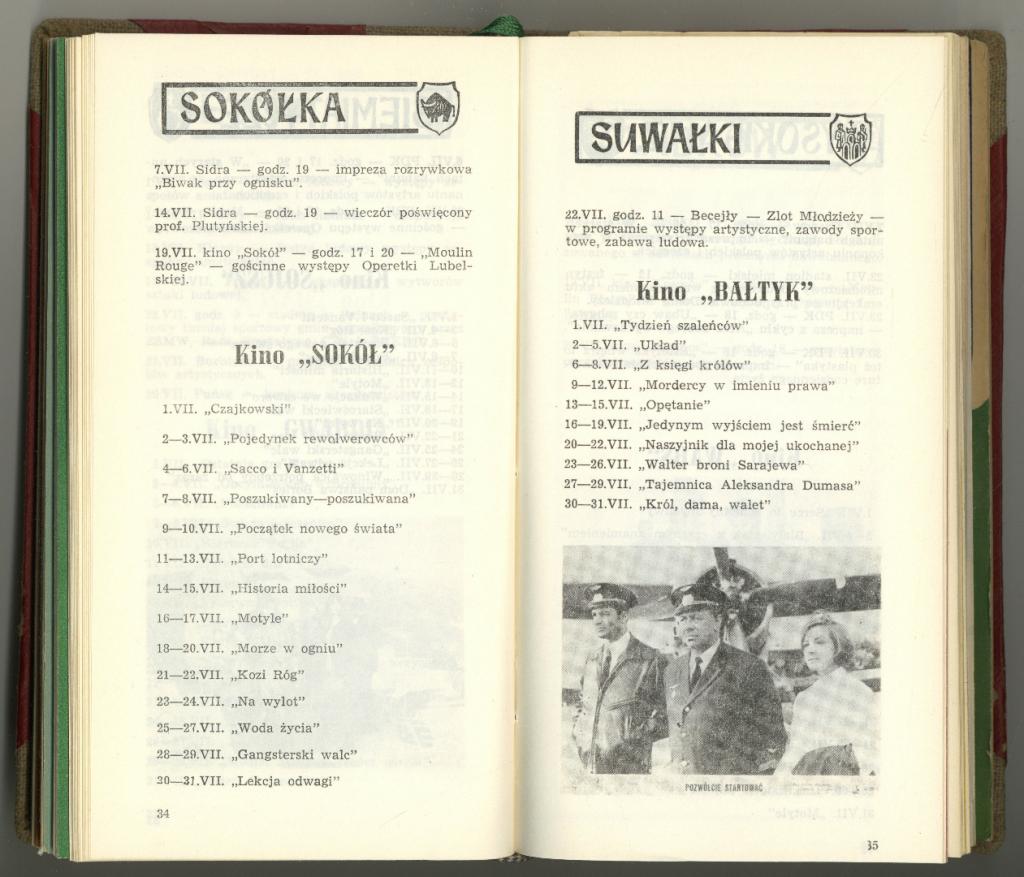 SOKÓŁKA
7.VII. Sidra — godz. 19 — impreza rozrywkowa
„Biwak przy ognisku”.
14.VII. Sidra — godz. 19 — wieczór poświęcony
prof. Plutyńskiej.
19.VII. kino „Sokół” — godz. 17 i 20 — „Moulin
Rouge” — gościnne występy Operetki Lubel-
skiej.
Kino „SOKÓŁ”
1.VII. „Czajkowski”
2—3.VII. „Pojedynek rewolwerowców”
4—6.VII. „Sacco i Vanzetti”
7—8.VII. „Poszukiwany—poszukiwana”
9—10.VII. „Początek nowego świata”
11—13.VII. „Port lotniczy”
14—15.VII. „Historia miłości”
16—17.VII. „Motyle”
18—20.VII. „Morze w ogniu”
21—22.VII. „Kozi Róg”
23—24.VII. „Na wylot”
25—27.VII. „Woda życia”
28—29.VII. „Gangsterski walc”
30—31.VII. „Lekcja odwagi”
34
SUWAŁKI
22.VII. godz. 11 — Becejły — Zlot Młodzieży —
w programie występy artystyczne, zawody spor-
towe, zabawa ludowa.
Kino „BAŁTYK”
1.VII. „Tydzień szaleńców”
2—5.VII. „Układ”
6—8.VII. „Z księgi królów”
9—12.VII. „Mordercy w imieniu prawa”
13—15.VII. „Opętanie”
16—19.VII. „Jedynym wyjściem jest śmierć”
20—22.VII. „Naszyjnik dla mojej ukochanej”
23—26.VII. „Walter broni Sarajewa”
27—29.VII. „Tajemnica Aleksandra Dumasa”
30—31.VII. „Król, dama, walet”
POZWÓLCIE STARTOWAĆ
35